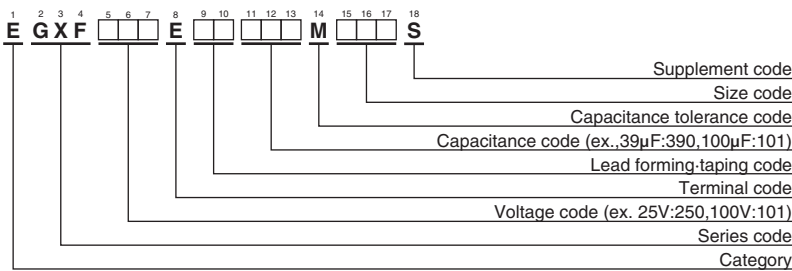 1 2 3 4 5 6 7 8 9 10 11 12 13 14 15 16 17 18
E GXF E M S
Supplement code
Size code
Capacitance tolerance code
Capacitance code (ex.,39μF:390,100μF:101)
Lead forming·taping code
Terminal code
Voltage code (ex. 25V:250,100V:101)
Series code
Category